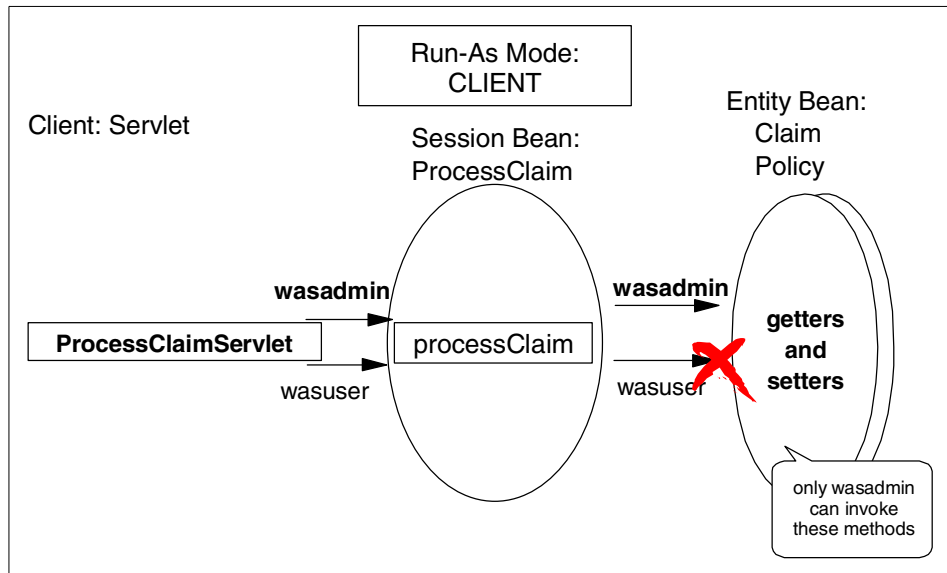 Run-As Mode:
CLIENT
Client: Servlet
Session Bean:
ProcessClaim
Entity Bean:
Claim
Policy
wasadmin
wasadmin
ProcessClaimServlet
processClaim
getters
and
setters
wasuser
wasuser
only wasadmin
can invoke
these methods